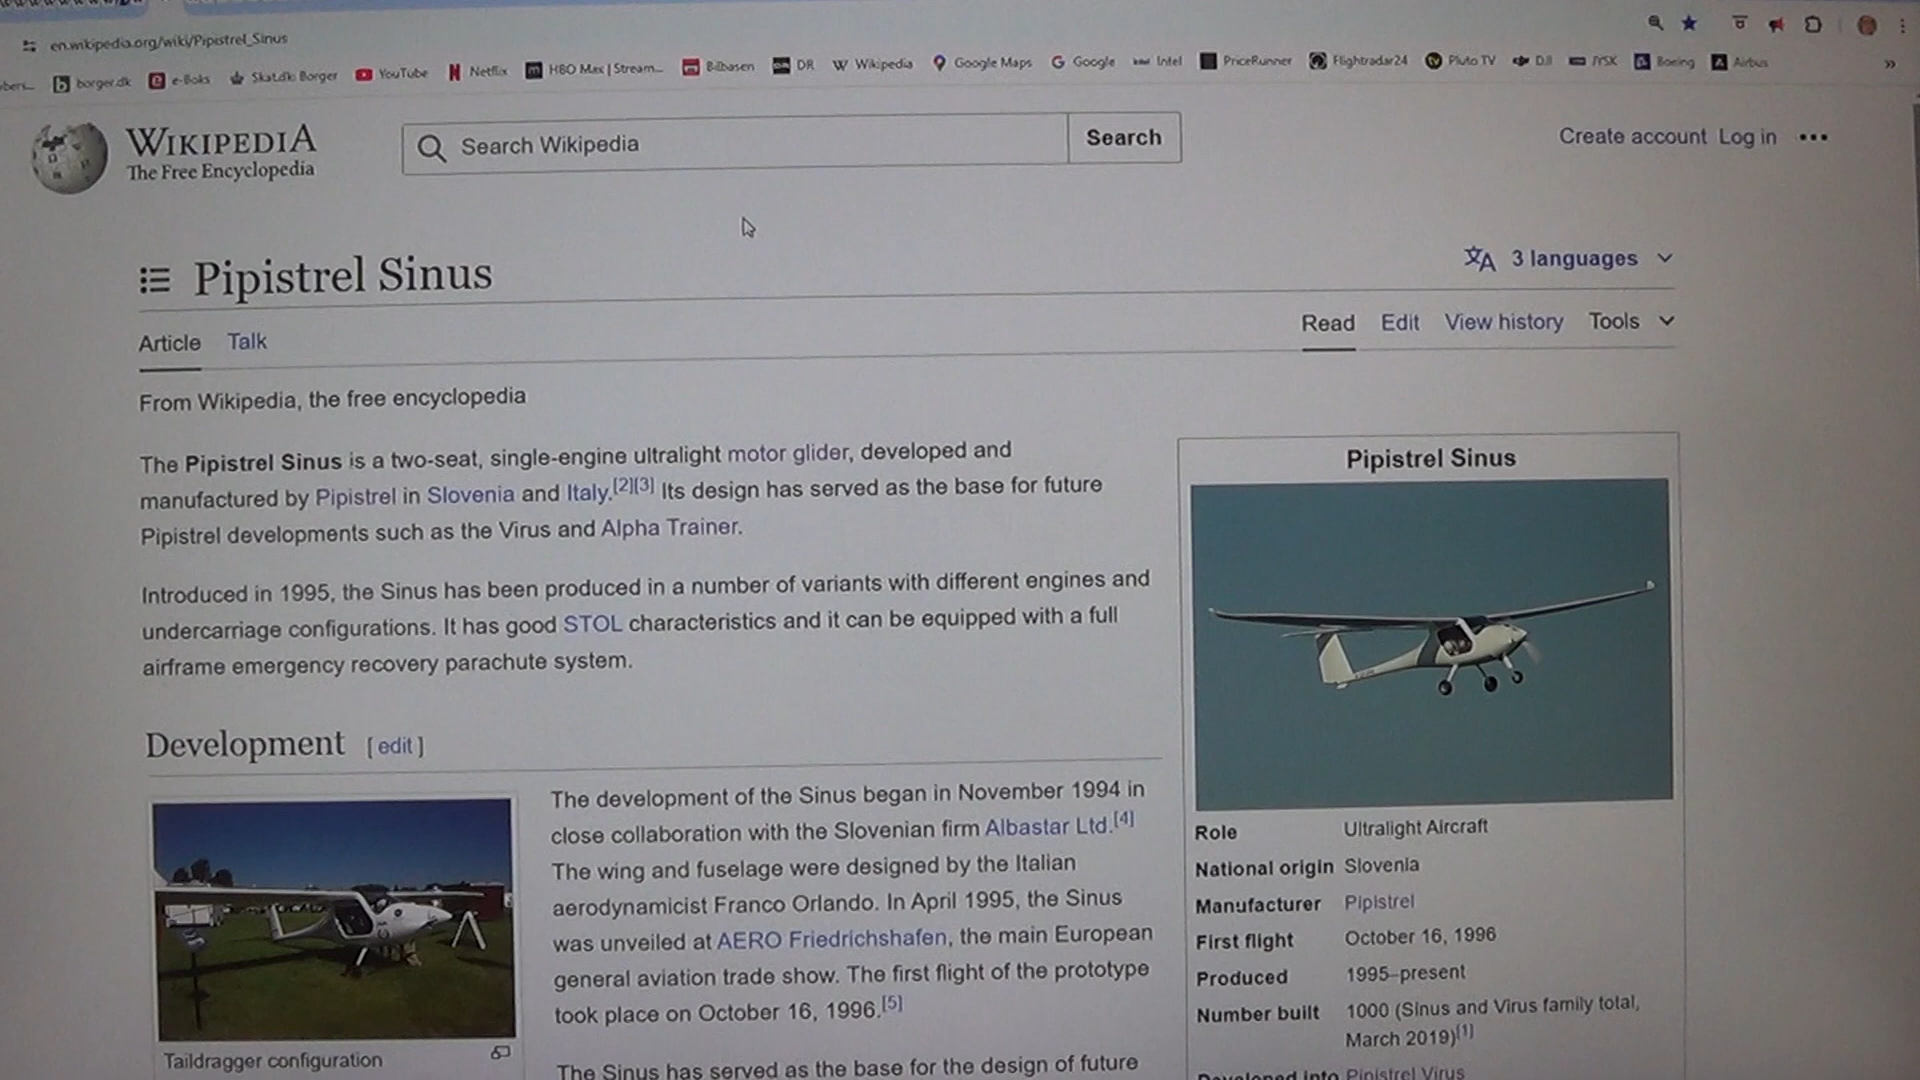 en.wikipedia.org/wiki/Pipistrel_Sinus
borger.dk
e-Boks
Skat.dk: Borger
YouTube
Netflix
HBO Max | Stream...
Bilbasen
DR
Wikipedia
Google Maps
Google
Intel
PriceRunner
Flightradar24
Pluto TV
DJI
JYSK
Boeing
Airbus
WIKIPEDIA
The Free Encyclopedia
Search Wikipedia
Search
Create account Log in
Pipistrel Sinus
3 languages
Article Talk
Read Edit View history Tools
From Wikipedia, the free encyclopedia
The Pipistrel Sinus is a two-seat, single-engine ultralight motor glider, developed and
manufactured by Pipistrel in Slovenia and Italy.[2][3] Its design has served as the base for future
Pipistrel developments such as the Virus and Alpha Trainer.
Introduced in 1995, the Sinus has been produced in a number of variants with different engines and
undercarriage configurations. It has good STOL characteristics and it can be equipped with a full
airframe emergency recovery parachute system.
Development [ edit ]
Taildragger configuration
The development of the Sinus began in November 1994 in
close collaboration with the Slovenian firm Albastar Ltd.[4]
The wing and fuselage were designed by the Italian
aerodynamicist Franco Orlando. In April 1995, the Sinus
was unveiled at AERO Friedrichshafen, the main European
general aviation trade show. The first flight of the prototype
took place on October 16, 1996.[5]
The Sinus has served as the base for the design of future
Pipistrel Sinus
Role Ultralight Aircraft
National origin Slovenia
Manufacturer Pipistrel
First flight October 16, 1996
Produced 1995–present
Number built 1000 (Sinus and Virus family total,
March 2019)[1]
Developed into Pipistrel Virus